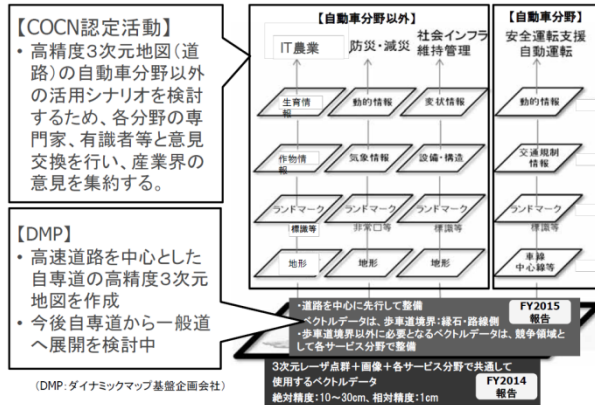 【COCN認定活動】
・高精度3次元地図(道
路)の自動車分野以外
の活用シナリオを検討
するため、各分野の専
門家、有識者等と意見
交換を行い、産業界の
意見を集約する。
【DMP】
・高速道路を中心とした
自専道の高精度3次元
地図を作成
・今後自専道から一般道
へ展開を検討中
(DMP:ダイナミックマップ基盤企画会社)
【自動車分野以外】
IT農業
防災・減災
社会インフラ
維持管理
生育情
報
動的情報
変状情報
作物情
報
気象情報
設備・構造
ランドマーク
標識等
ランドマーク
非常口等
ランドマーク
標識等
地形
地形
地形
【自動車分野】
安全運転支援
自動運転
動的情報
交通規制
情報
ランドマーク
標識等
車線
中心線等
・道路を中心に先行して整備
ベクトルデータは、歩車道境界:縁石・路線側
・歩車道境界以外に必要となるベクトルデータは、競争領域と
して各サービス分野で整備
FY2015
報告
3次元レーザ点群+画像+各サービス分野で共通して
使用するベクトルデータ
絶対精度:10~30cm、相対精度:1cm
FY2014
報告